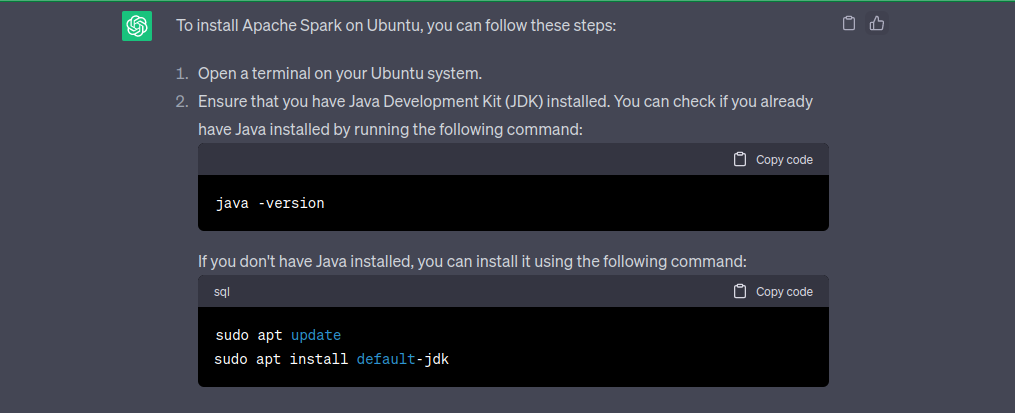 To install Apache Spark on Ubuntu, you can follow these steps:
1. Open a terminal on your Ubuntu system.
2. Ensure that you have Java Development Kit (JDK) installed. You can check if you already
have Java installed by running the following command:
Copy code
java -version
If you don't have Java installed, you can install it using the following command:
sql Copy code
sudo apt update
sudo apt install default-jdk